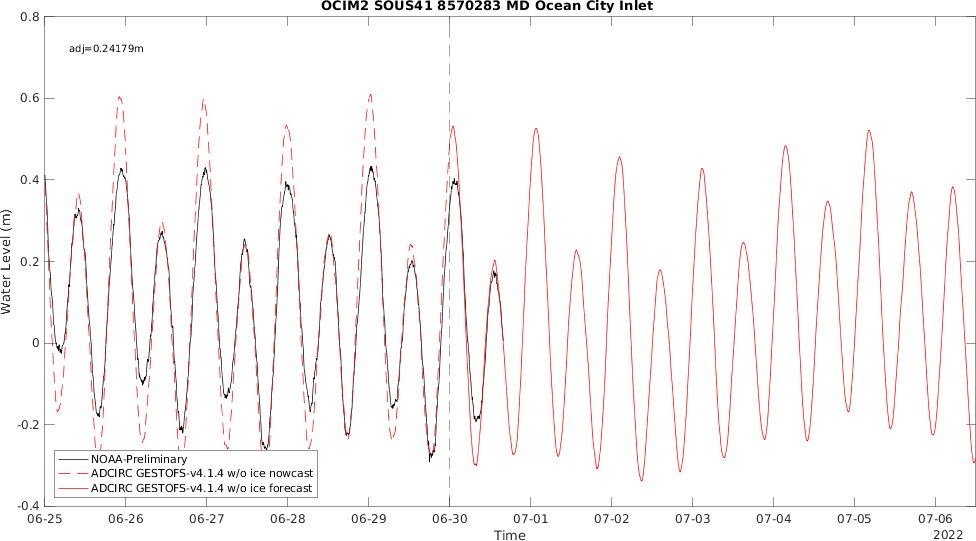 OCIM2 SOUS41 8570283 MD Ocean City Inlet
0.8
adj=0.24179m
0.6
0.4
0.2
0
-0.2
-0.4
Water Level (m)
NOAA-Preliminary
ADCIRC GESTOFS-v4.1.4 w/o ice nowcast
ADCIRC GESTOFS-v4.1.4 w/o ice forecast
06-25 06-26 06-27 06-28 06-29 06-30 07-01 07-02 07-03 07-04 07-05 07-06
Time
2022